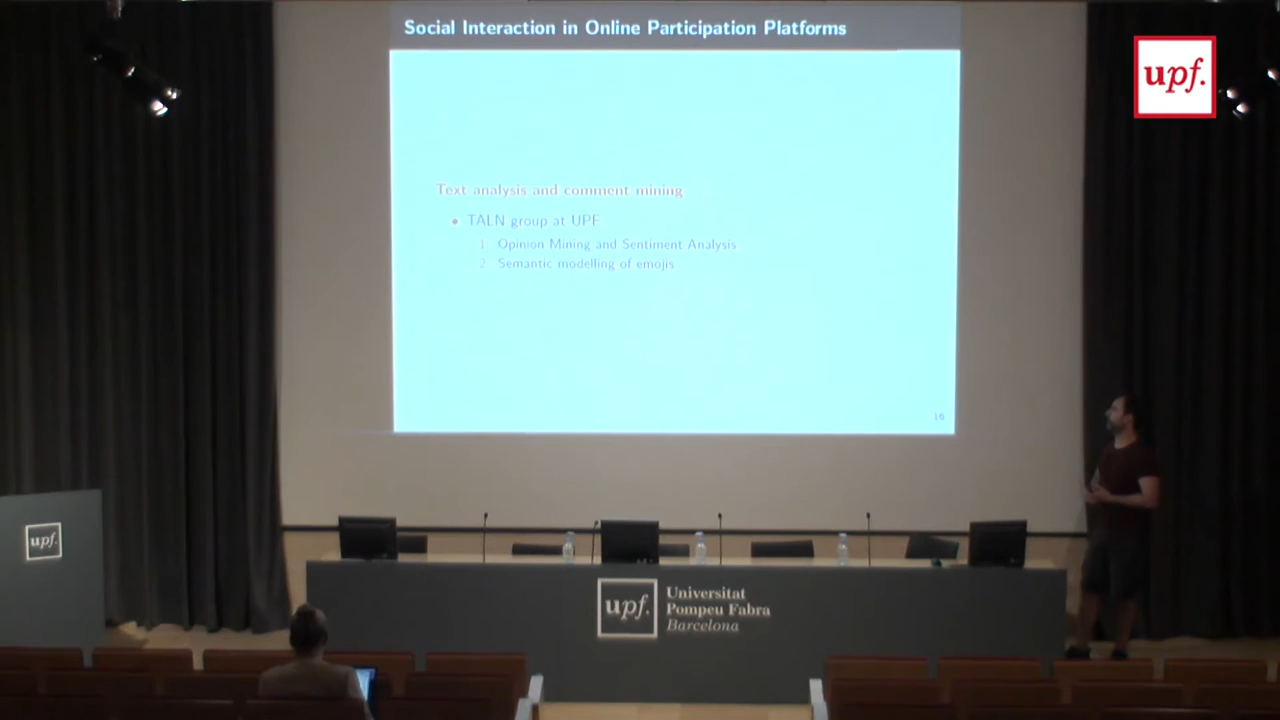 Social Interaction in Online Participation Platforms
upf.
Text analysis and comment mining
• TALN group at UPF
1. Opinion Mining and Sentiment Analysis
2. Semantic modelling of emojis
16
upf.
upf.
Universitat
Pompeu Fabra
Barcelona